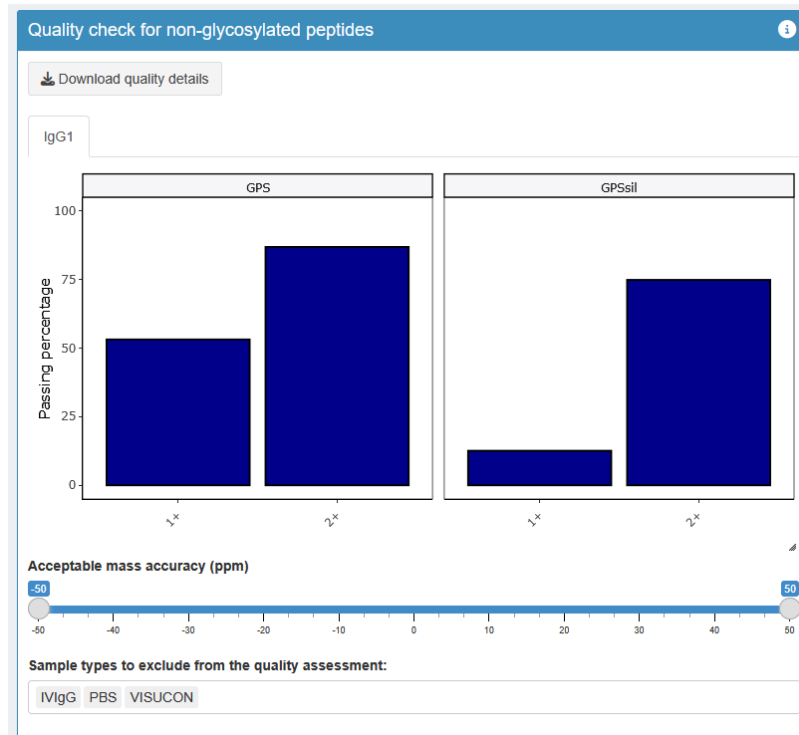 Quality check for non-glycosylated peptides
Download quality details
IgG1
GPS GPSsil
Passing percentage
100
75
50
25
0
1+ 2+ 1+ 2+
Acceptable mass accuracy (ppm)
-50 50
-50 -40 -30 -20 -10 0 10 20 30 40 50
Sample types to exclude from the quality assessment:
IVIgG PBS VISUCON